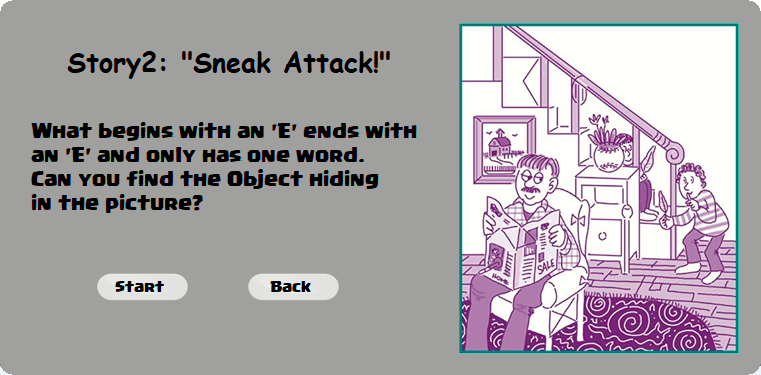 Story2: "Sneak Attack!"
What begins with an 'E' ends with
an 'E' and only has one word.
Can you find the Object hiding
in the picture?
Start
Back
SALE